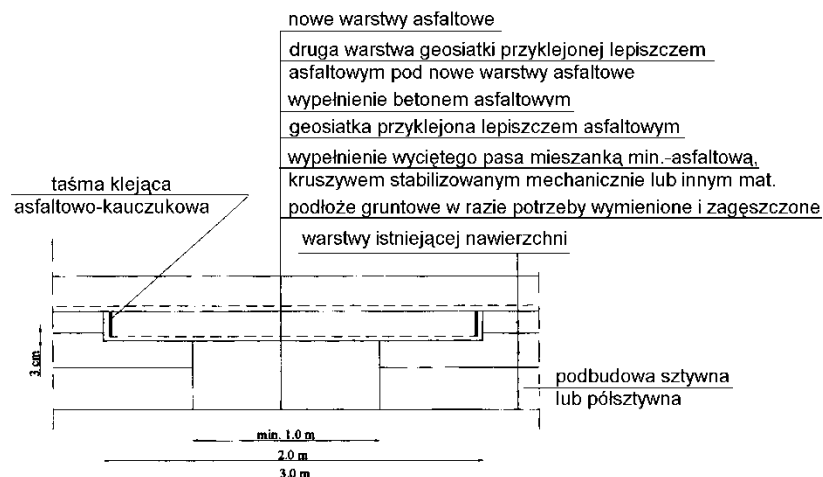 nowe warstwy asfaltowe
druga warstwa geosiatki przyklejonej lepiszczem
asfaltowym pod nowe warstwy asfaltowe
wypełnienie betonem asfaltowym
geosiatka przyklejona lepiszczem asfaltowym
wypełnienie wyciętego pasa mieszanką min.-asfaltową,
kruszywem stabilizowanym mechanicznie lub innym mat.
podłoże gruntowe w razie potrzeby wymienione i zagęszczone
warstwy istniejącej nawierzchni
taśma klejąca
asfaltowo-kauczukowa
3 cm
podbudowa sztywna
lub półsztywna
min. 1.0 m
2.0 m
3.0 m